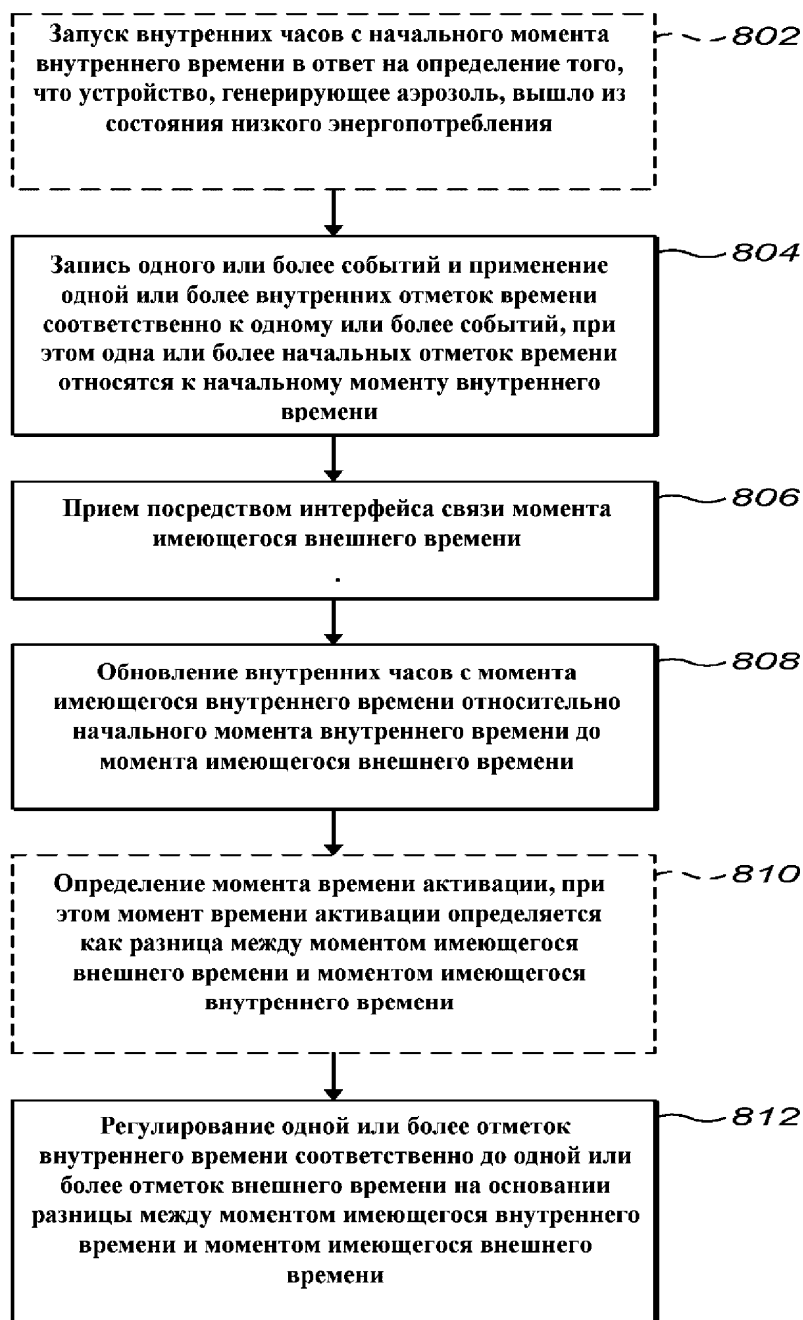 Запуск внутренних часов с начального момента
внутреннего времени в ответ на определение того,
что устройство, генерирующее аэрозоль, вышло из
состояния низкого энергопотребления
802
Запись одного или более событий и применение
одной или более внутренних отметок времени
соответственно к одному или более событий, при
этом одна или более начальных отметок времени
относятся к начальному моменту внутреннего
времени
804
Прием посредством интерфейса связи момента
имеющегося внешнего времени
.
806
Обновление внутренних часов с момента
имеющегося внутреннего времени относительно
начального момента внутреннего времени до
момента имеющегося внешнего времени
808
Определение момента времени активации, при
этом момент времени активации определяется
как разница между моментом имеющегося
внешнего времени и моментом имеющегося
внутреннего времени
810
Регулирование одной или более отметок
внутреннего времени соответственно до одной или
более отметок внешнего времени на основании
разницы между моментом имеющегося внутреннего
времени и моментом имеющегося внешнего
времени
812